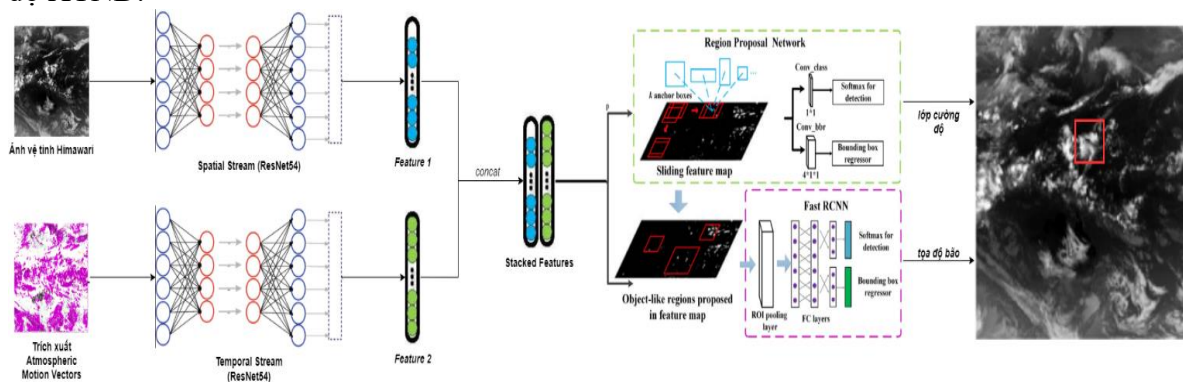 Ảnh vệ tinh Himawari
Spatial Stream (ResNet54)
Feature 1
Trích xuất
Atmospheric
Motion Vectors
Temporal Stream
(ResNet54)
Feature 2
concat
Stacked Features
Region Proposal Network
k anchor boxes
Sliding feature map
Conv_class
1*1
Softmax for
detection
Conv_bbr
4*1*1
Bounding box
regressor
Object-like regions proposed
in feature map
Fast RCNN
ROI pooling
layer
FC layers
Softmax for
detection
Bounding box
regressor
lớp cường
độ
tọa độ bão